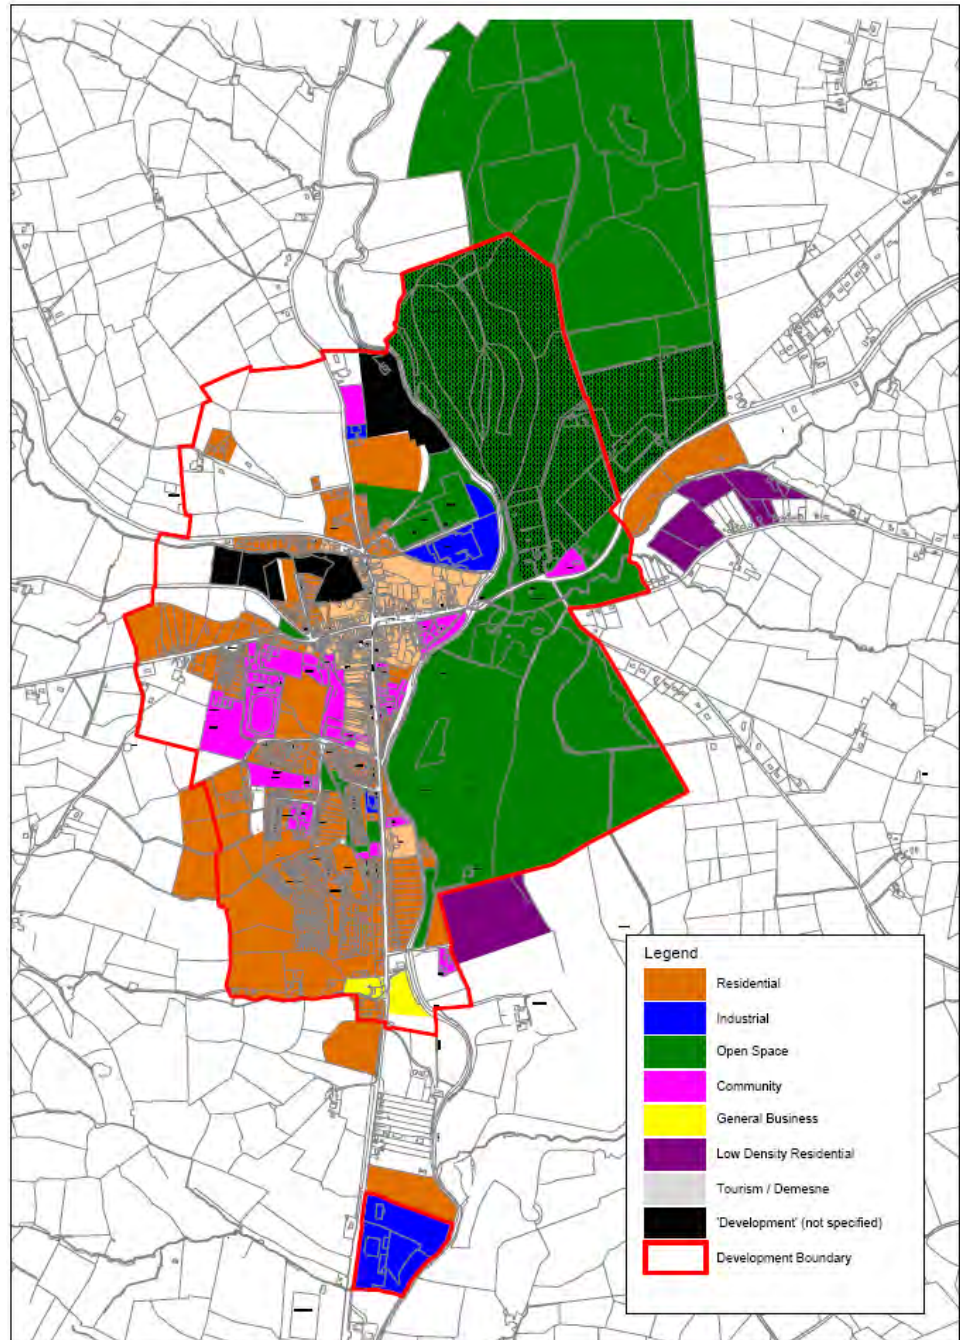 Legend
Residential
Industrial
Open Space
Community
General Business
Low Density Residential
Tourism / Demesne
'Development' (not specified)
Development Boundary